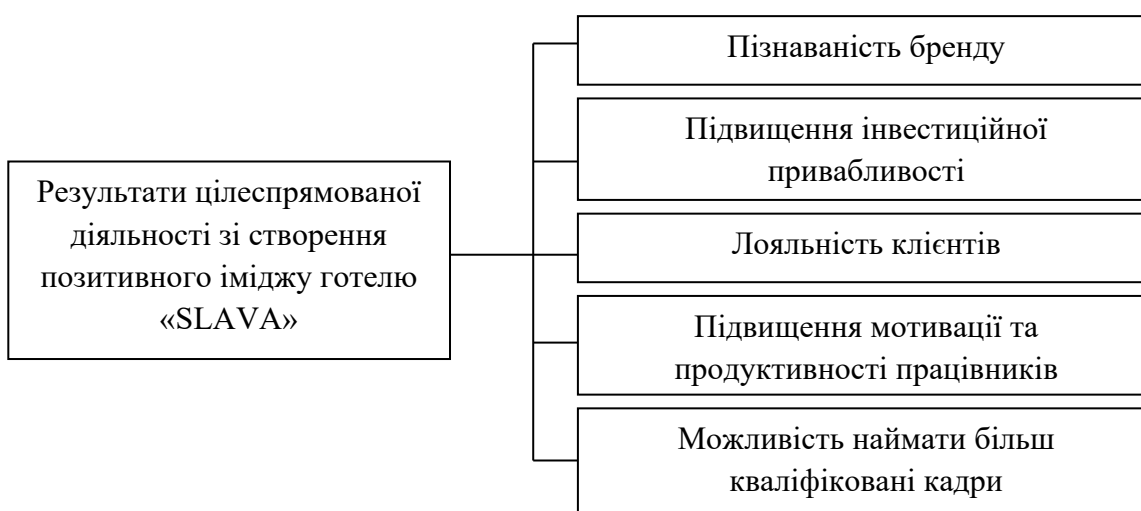 Результати цілеспрямованої
діяльності зі створення
позитивного іміджу готелю
«SLAVA»
Пізнаваність бренду
Підвищення інвестиційної
привабливості
Лояльність клієнтів
Підвищення мотивації та
продуктивності працівників
Можливість наймати більш
кваліфіковані кадри